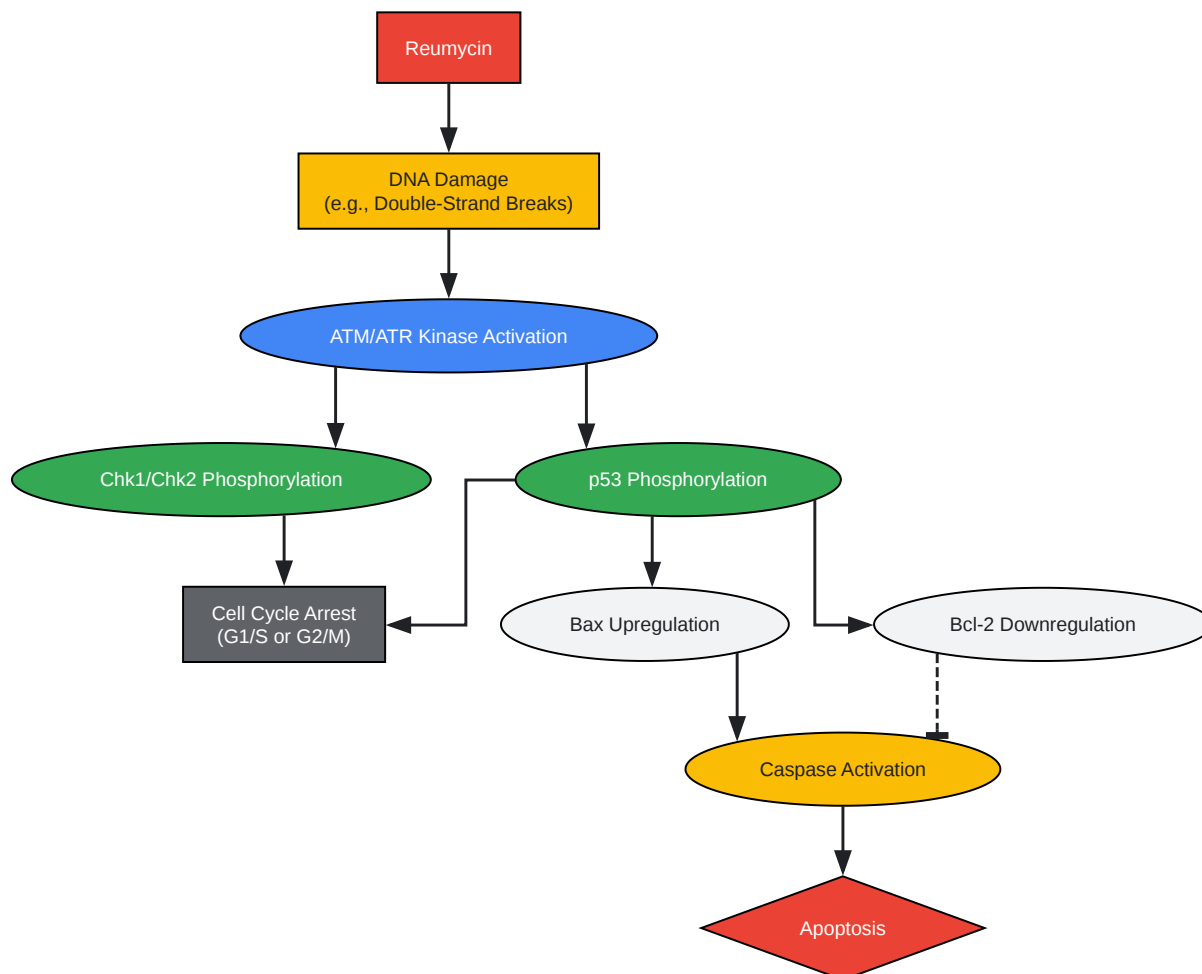 Reumycin
DNA Damage
(e.g., Double-Strand Breaks)
ATM/ATR Kinase Activation
Chk1/Chk2 Phosphorylation
p53 Phosphorylation
Cell Cycle Arrest
(G1/S or G2/M)
Bax Upregulation
Bcl-2 Downregulation
Caspase Activation
Apoptosis